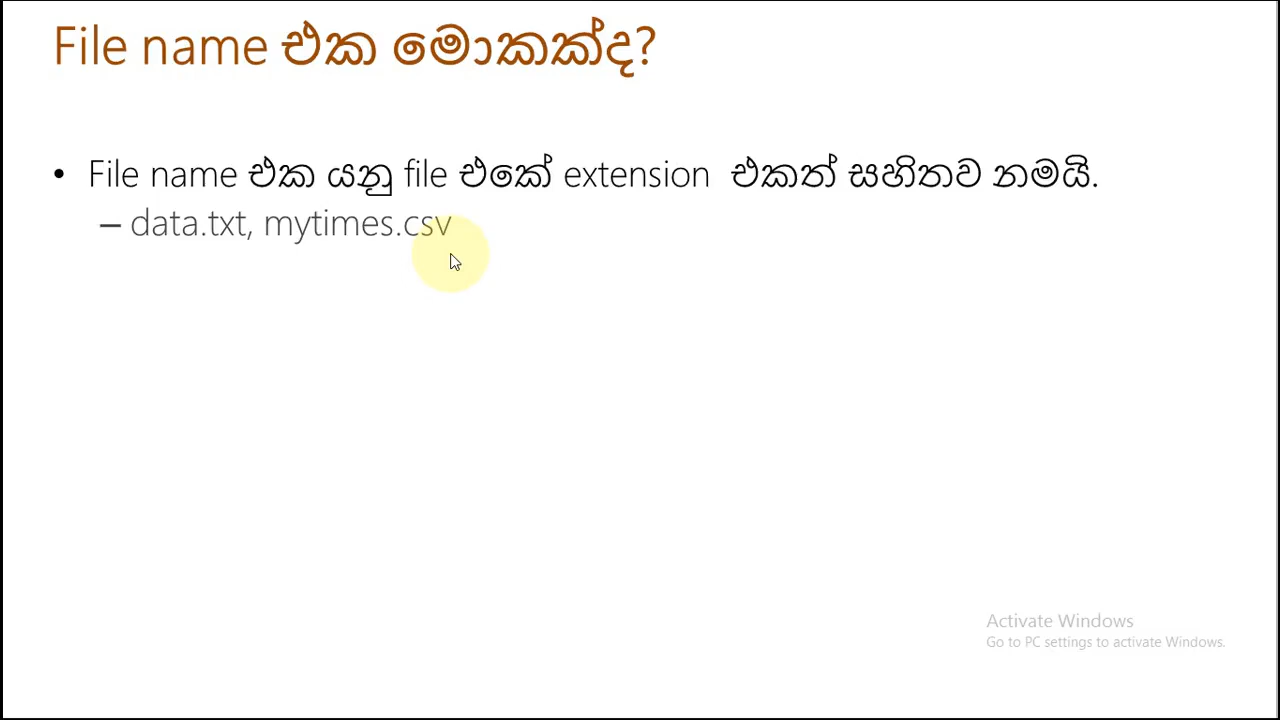 File name එක මොකක්ද?
• File name එක යනු file එකේ extension එකත් සහිතව නමයි.
– data.txt, mytimes.csv
Activate Windows
Go to PC settings to activate Windows.